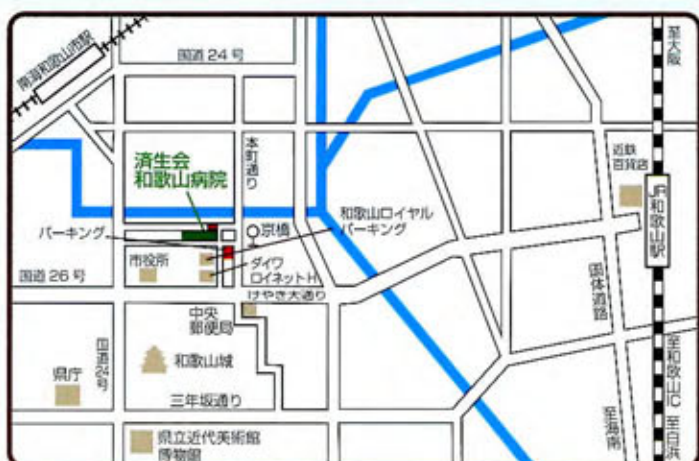 南海和歌山市駅
国道24号
至大阪
近鉄
百貨店
JR和歌山駅
済生会
和歌山病院
本町通り
パーキング
京橋
和歌山ロイヤル
パーキング
市役所
ダイワ
ロイネットH
国道26号
けやき大通り
国体道路
中央
郵便局
国道24号
和歌山城
県庁
三年坂通り
至和歌山IC 至白浜
至海南
県立近代美術館
博物館